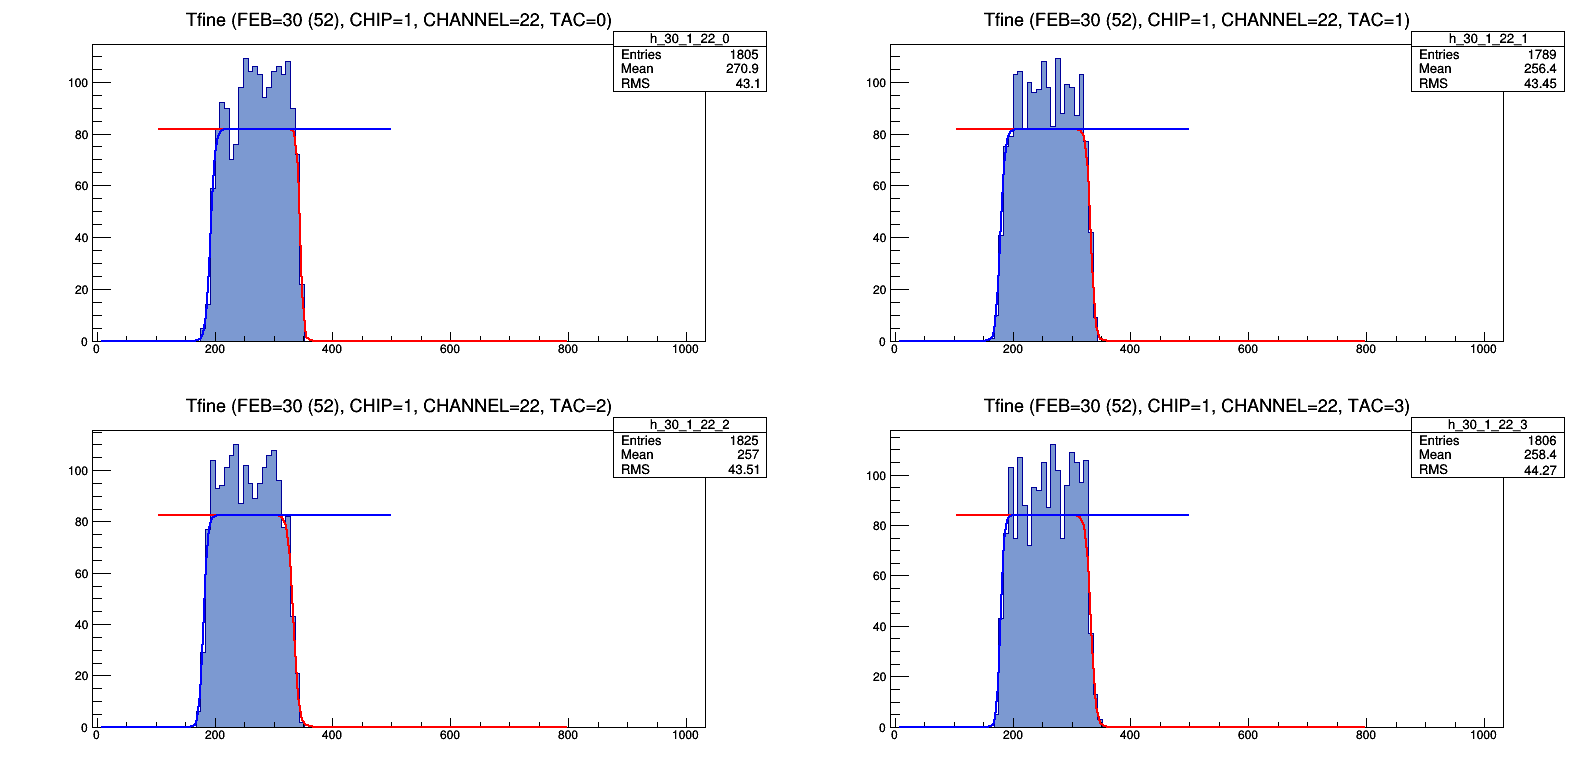 Tfine (FEB=30 (52), CHIP=1, CHANNEL=22, TAC=0)
h_30_1_22_0
Entries 1805
Mean 270.9
RMS 43.1
100
80
60
40
20
0
0 200 400 600 800 1000
Tfine (FEB=30 (52), CHIP=1, CHANNEL=22, TAC=1)
h_30_1_22_1
Entries 1789
Mean 256.4
RMS 43.45
100
80
60
40
20
0
0 200 400 600 800 1000
Tfine (FEB=30 (52), CHIP=1, CHANNEL=22, TAC=2)
h_30_1_22_2
Entries 1825
Mean 257
RMS 43.51
100
80
60
40
20
0
0 200 400 600 800 1000
Tfine (FEB=30 (52), CHIP=1, CHANNEL=22, TAC=3)
h_30_1_22_3
Entries 1806
Mean 258.4
RMS 44.27
100
80
60
40
20
0
0 200 400 600 800 1000